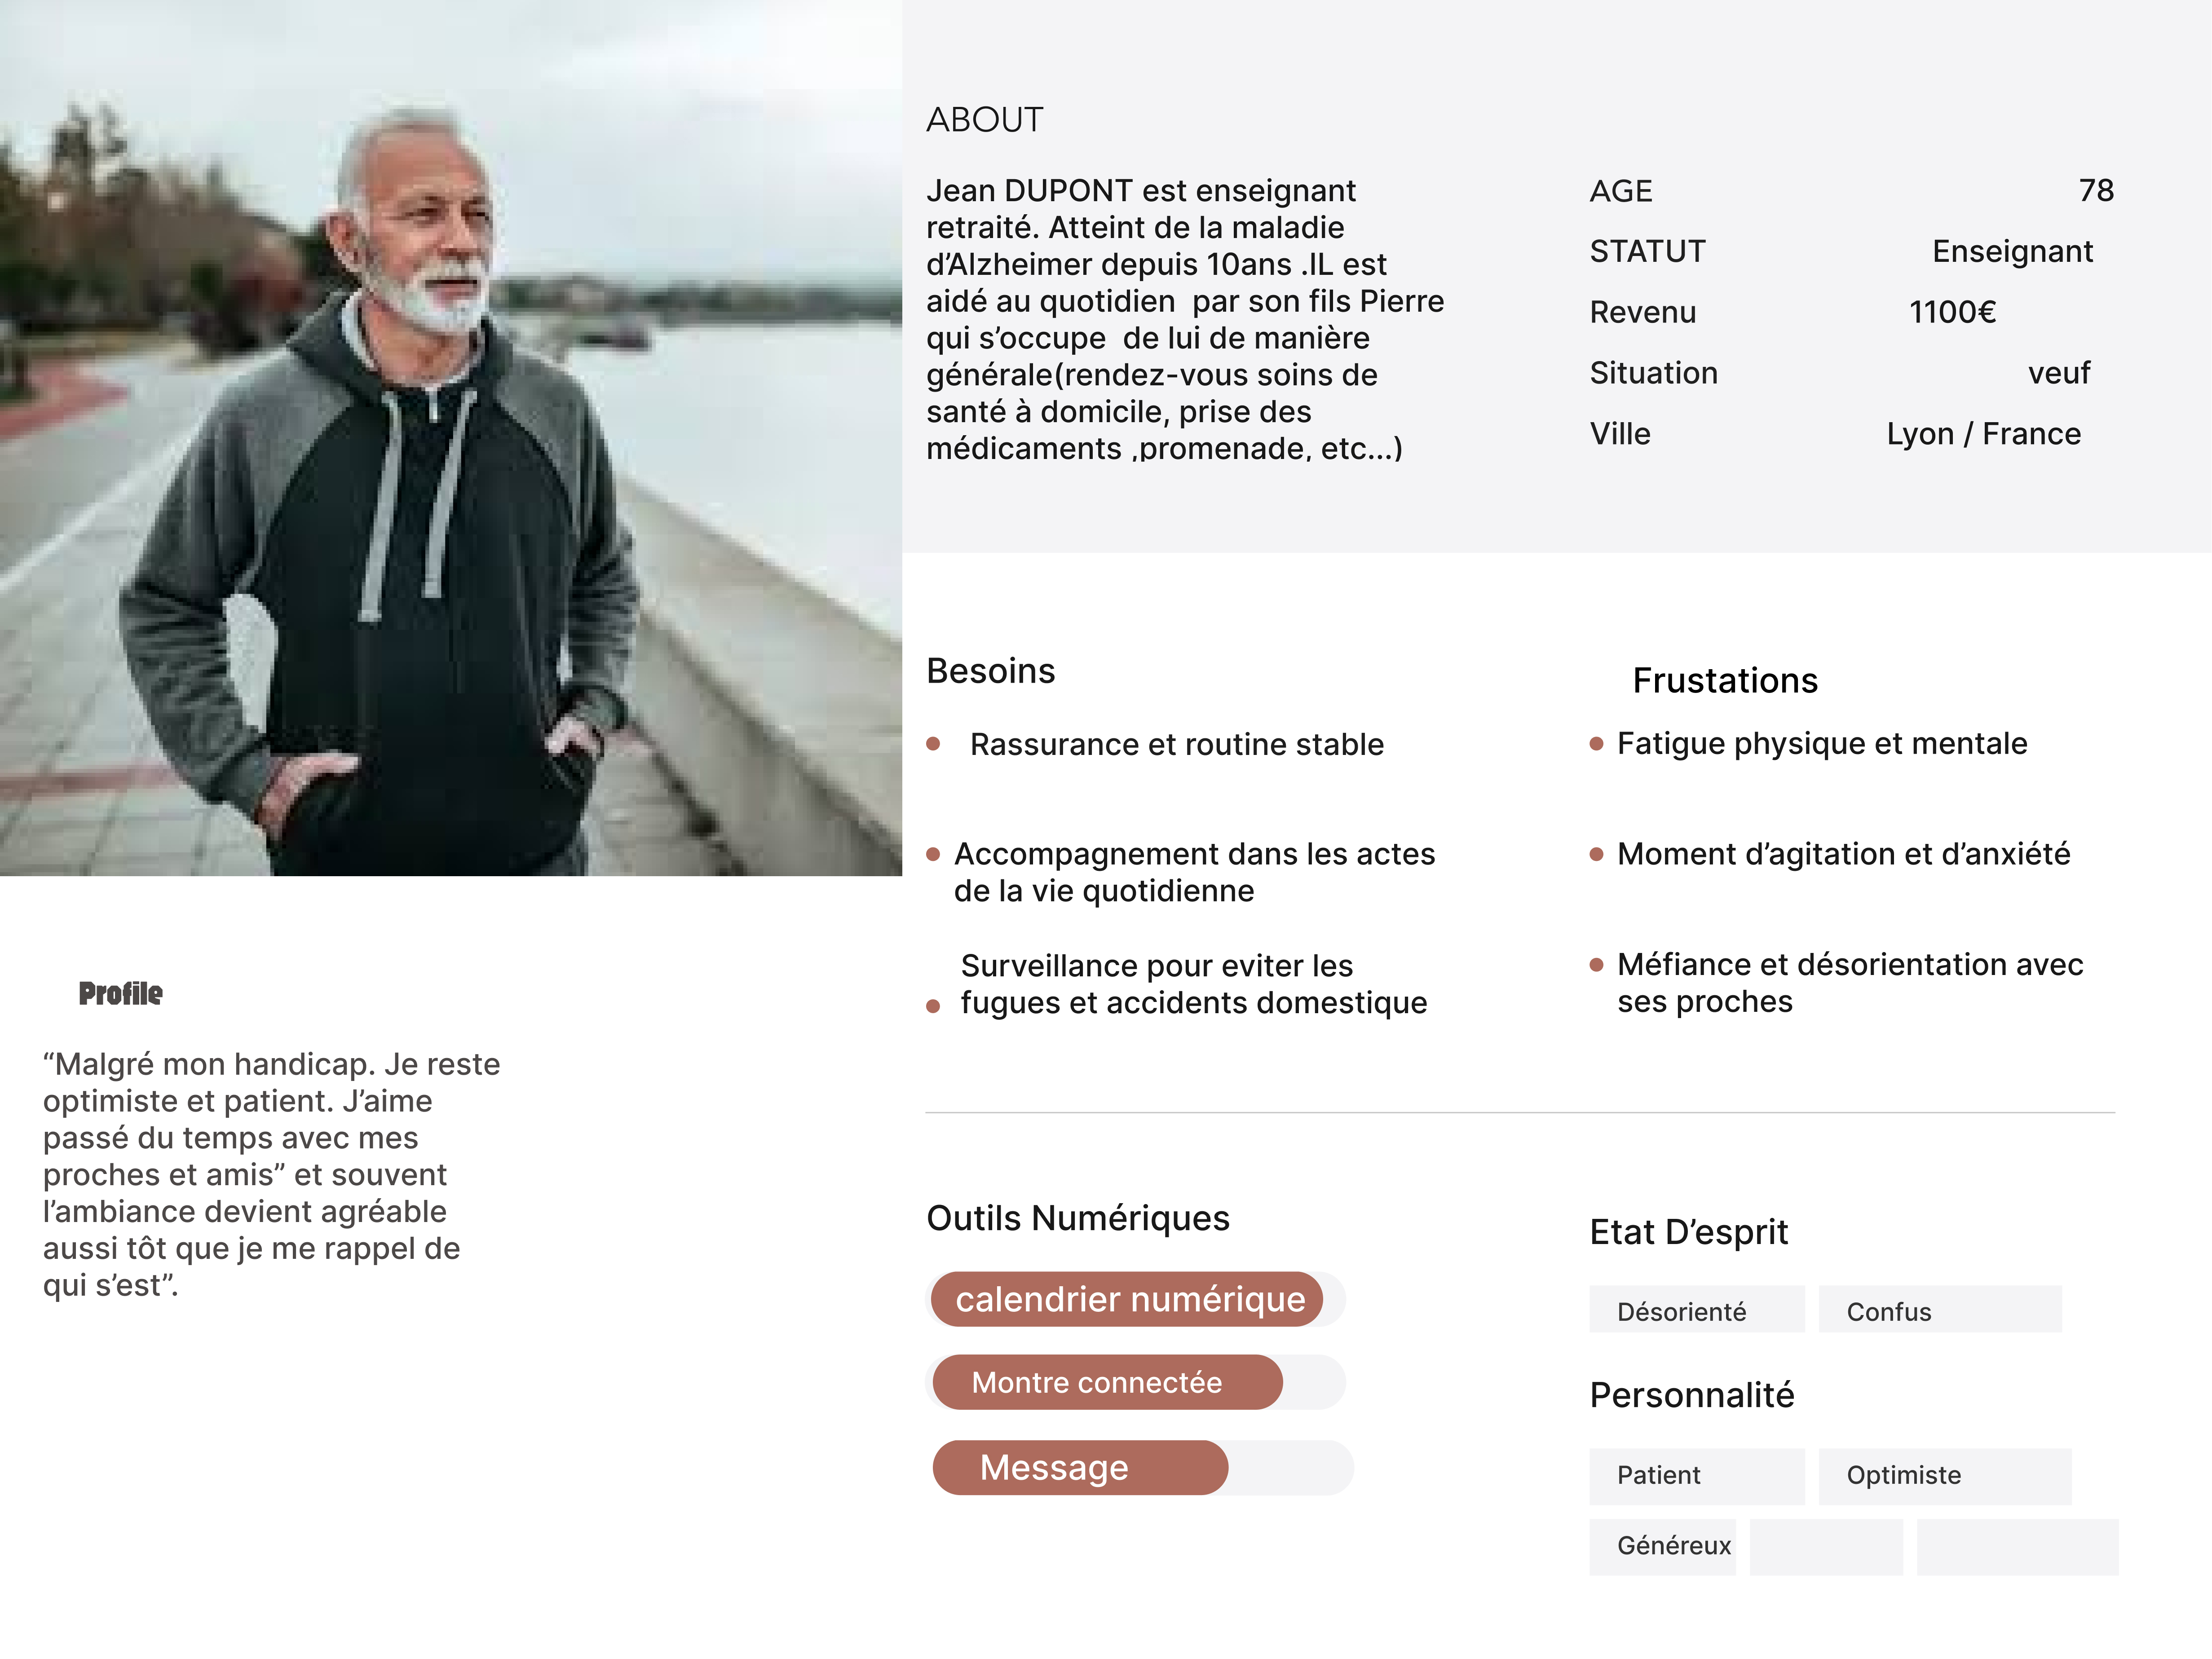 ABOUT
Jean DUPONT est enseignant
retraité. Atteint de la maladie
d’Alzheimer depuis 10ans .IL est
aidé au quotidien  par son fils Pierre
qui s’occupe  de lui de manière
générale(rendez-vous soins de
santé à domicile, prise des
médicaments ,promenade, etc...)
AGE 78
STATUT Enseignant
Revenu 1100€
Situation veuf
Ville Lyon / France
Besoins
Rassurance et routine stable
Accompagnement dans les actes
de la vie quotidienne
Surveillance pour eviter les
fugues et accidents domestique
Frustations
Fatigue physique et mentale
Moment d’agitation et d’anxiété
Méfiance et désorientation avec
ses proches
Profile
“Malgré mon handicap. Je reste
optimiste et patient. J’aime
passé du temps avec mes
proches et amis” et souvent
l’ambiance devient agréable
aussi tôt que je me rappel de
qui s’est”.
Outils Numériques
calendrier numérique
Montre connectée
Message
Etat D’esprit
Désorienté Confus
Personnalité
Patient Optimiste
Généreux